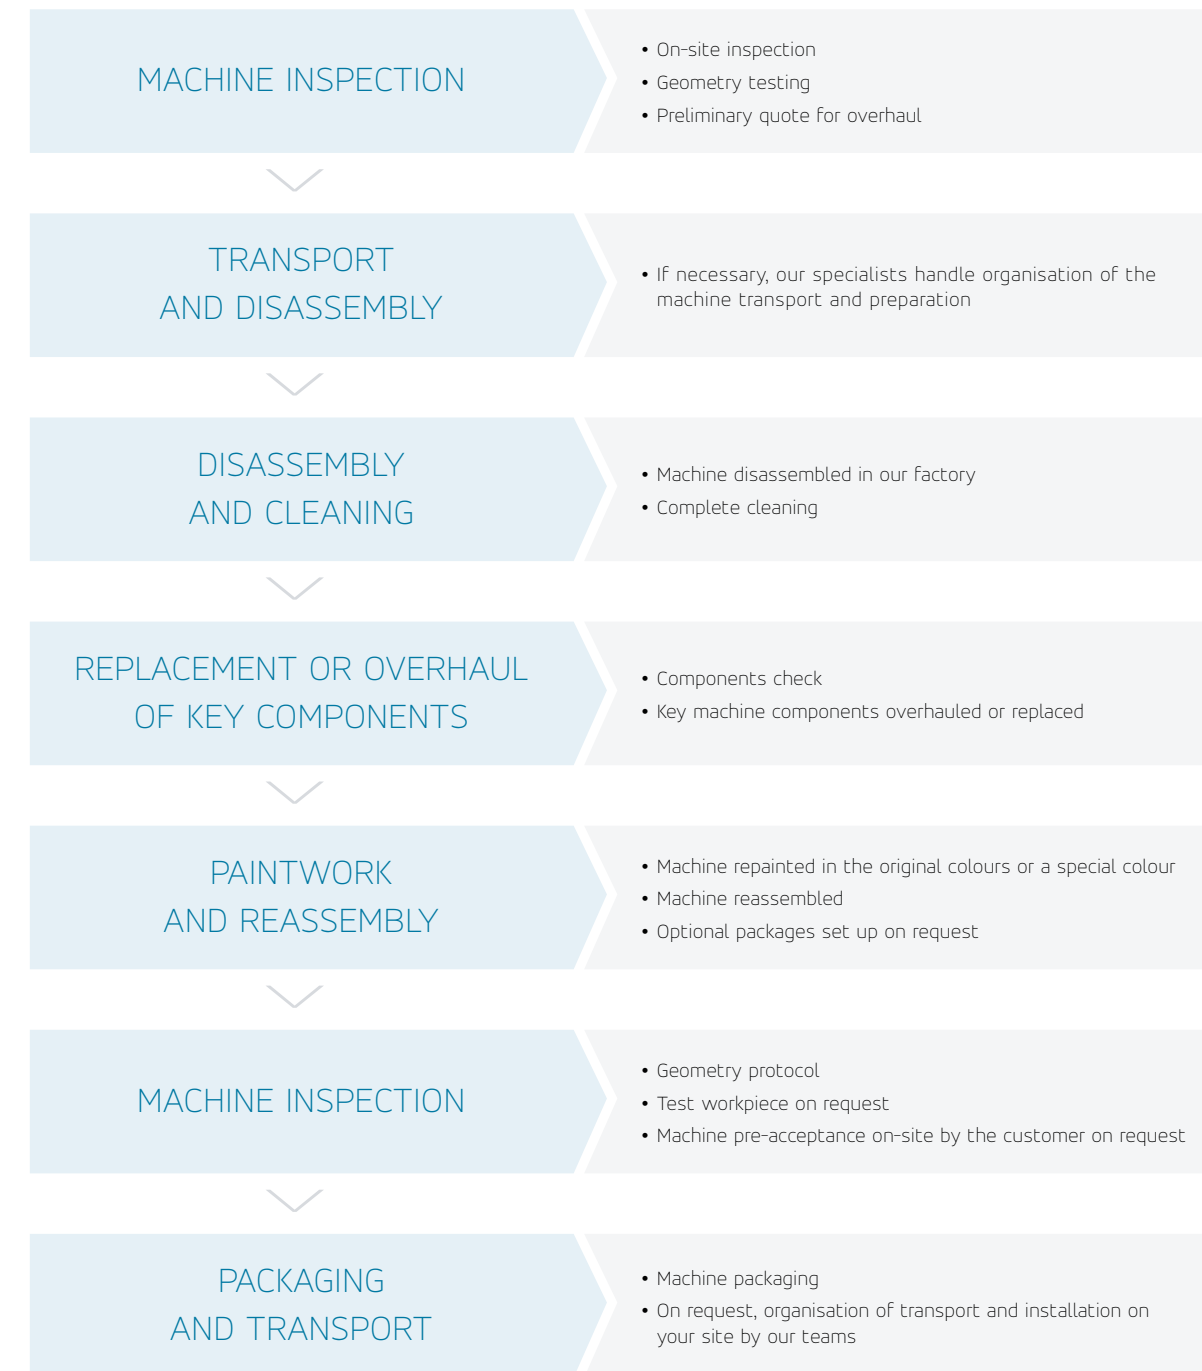 MACHINE INSPECTION
• On-site inspection
• Geometry testing
• Preliminary quote for overhaul
TRANSPORT
AND DISASSEMBLY
• If necessary, our specialists handle organisation of the
machine transport and preparation
DISASSEMBLY
AND CLEANING
• Machine disassembled in our factory
• Complete cleaning
REPLACEMENT OR OVERHAUL
OF KEY COMPONENTS
• Components check
• Key machine components overhauled or replaced
PAINTWORK
AND REASSEMBLY
• Machine repainted in the original colours or a special colour
• Machine reassembled
• Optional packages set up on request
MACHINE INSPECTION
• Geometry protocol
• Test workpiece on request
• Machine pre-acceptance on-site by the customer on request
PACKAGING
AND TRANSPORT
• Machine packaging
• On request, organisation of transport and installation on
your site by our teams